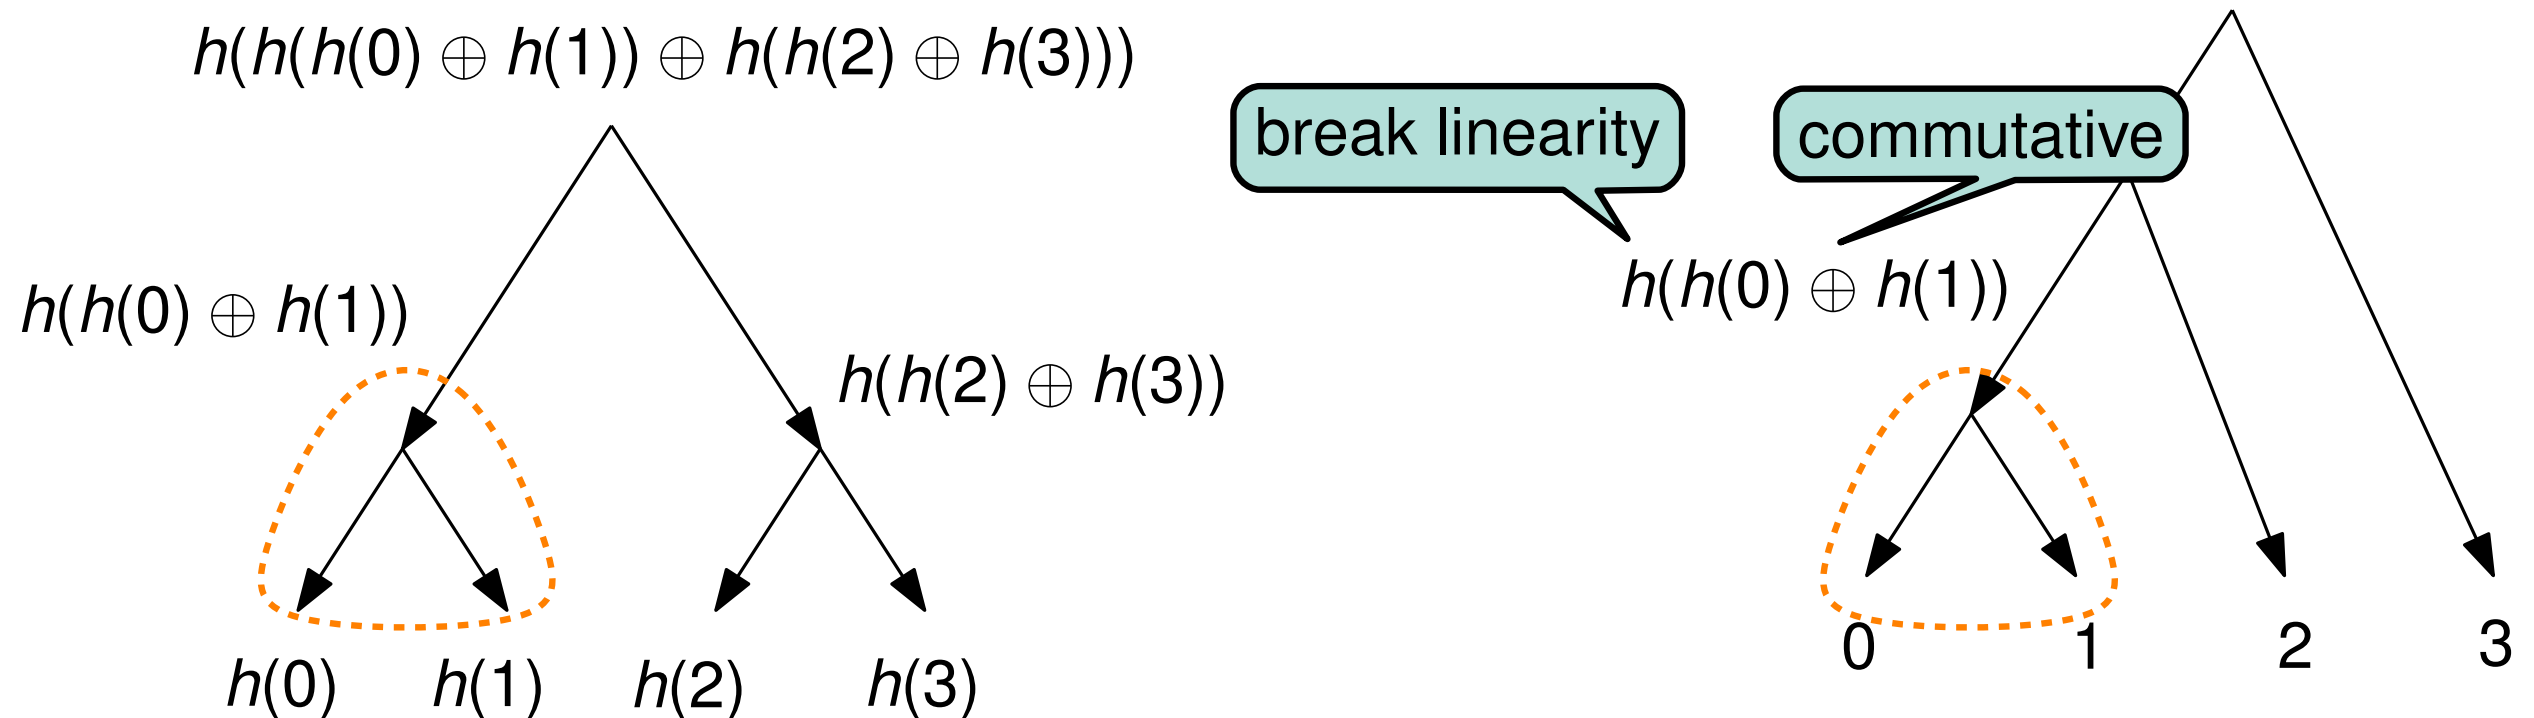 h(h(h(0) ⊕ h(1)) ⊕ h(h(2) ⊕ h(3)))
break linearity
commutative
h(h(0) ⊕ h(1))
h(h(0) ⊕ h(1))
h(h(2) ⊕ h(3))
0
1
2
3
h(0)
h(1)
h(2)
h(3)